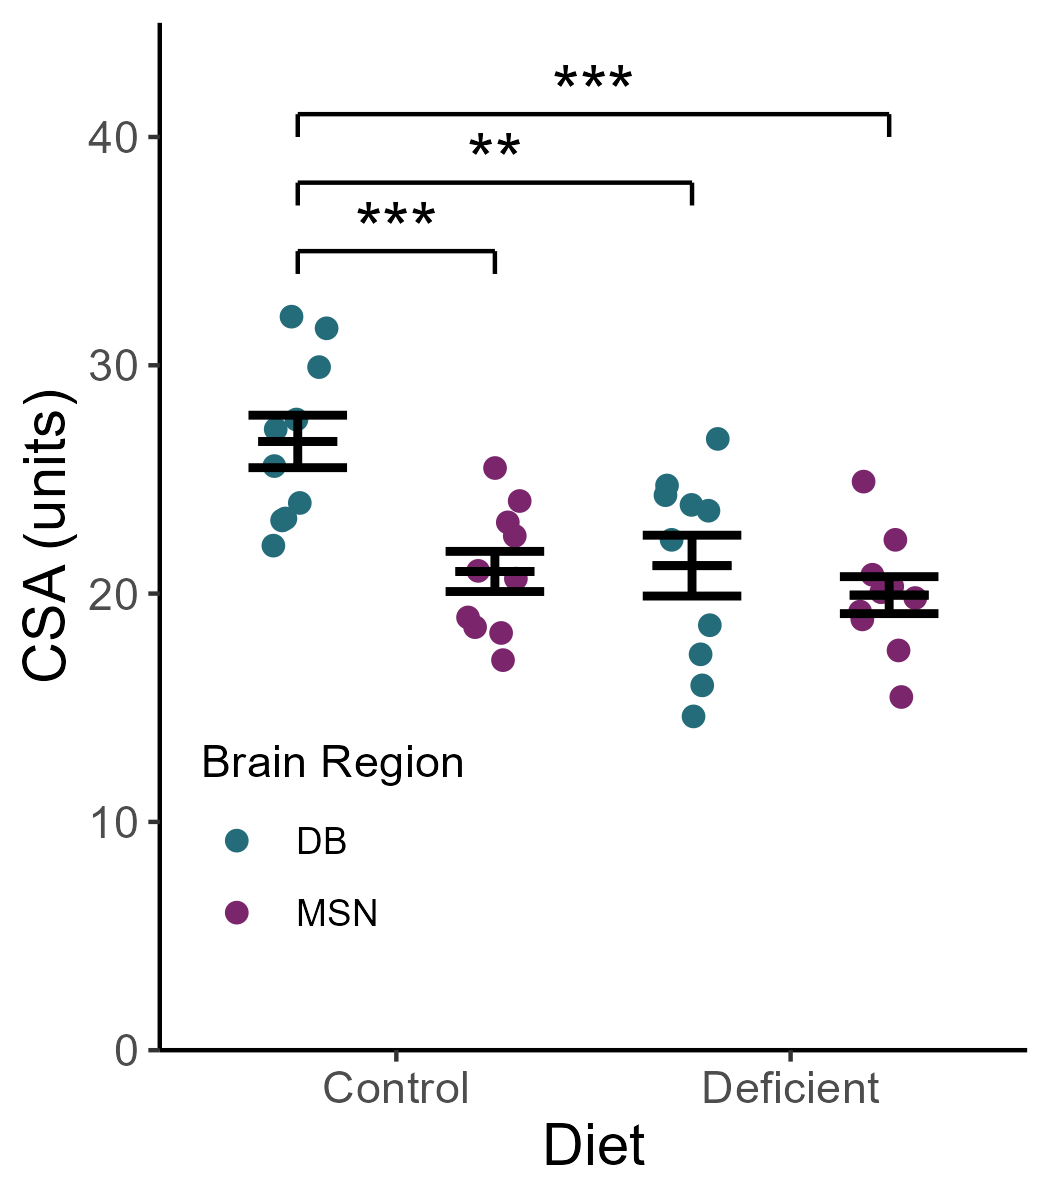 ***
40
**
***
30
CSA (units)
20
Brain Region
10
DB
MSN
0
Control Deficient
Diet